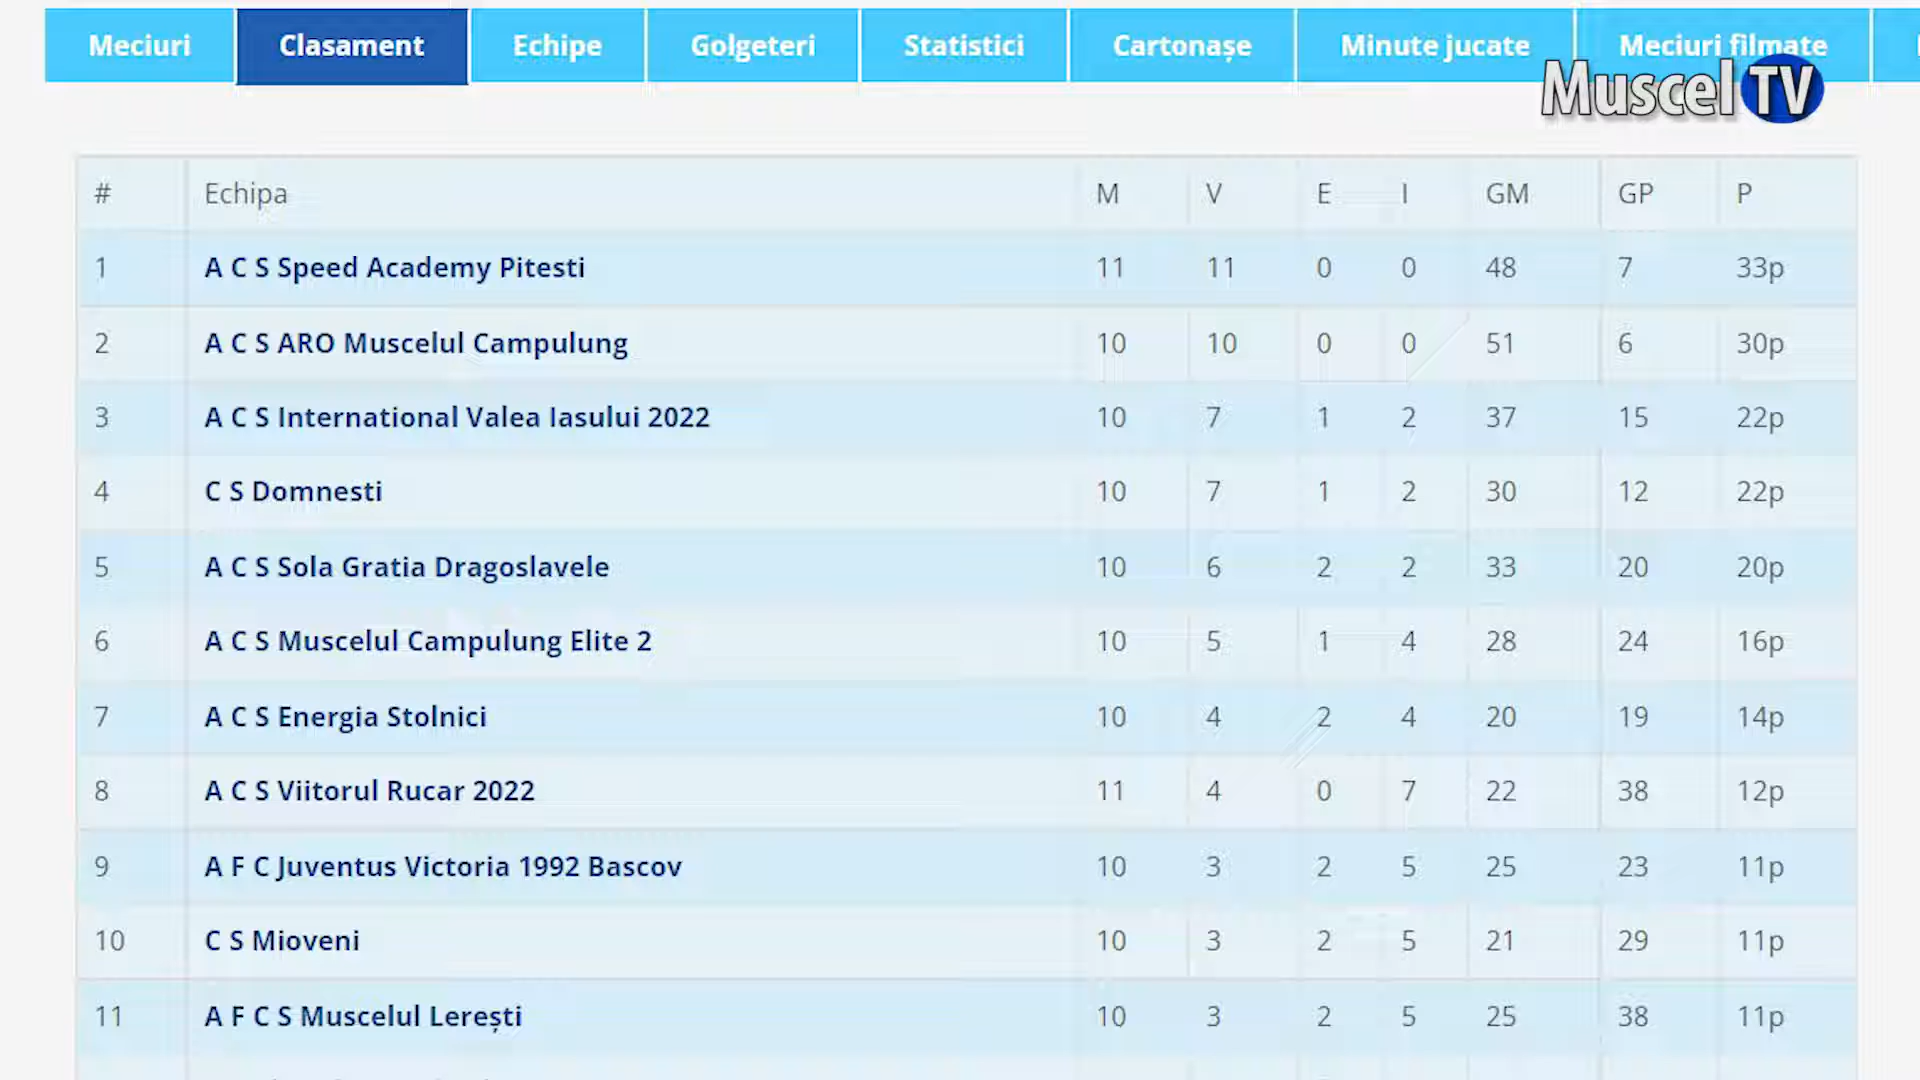 Meciuri Clasament Echipe Golgeteri Statistici Cartonașe Minute jucate Meciuri filmate
Muscel TV
# Echipa M V E I GM GP P
1 A C S Speed Academy Pitesti 11 11 0 0 48 7 33p
2 A C S ARO Muscelul Campulung 10 10 0 0 51 6 30p
3 A C S International Valea Iasului 2022 10 7 1 2 37 15 22p
4 C S Domnesti 10 7 1 2 30 12 22p
5 A C S Sola Gratia Dragoslavele 10 6 2 2 33 20 20p
6 A C S Muscelul Campulung Elite 2 10 5 1 4 28 24 16p
7 A C S Energia Stolnici 10 4 2 4 20 19 14p
8 A C S Viitorul Rucar 2022 11 4 0 7 22 38 12p
9 A F C Juventus Victoria 1992 Bascov 10 3 2 5 25 23 11p
10 C S Mioveni 10 3 2 5 21 29 11p
11 A F C S Muscelul Lerești 10 3 2 5 25 38 11p